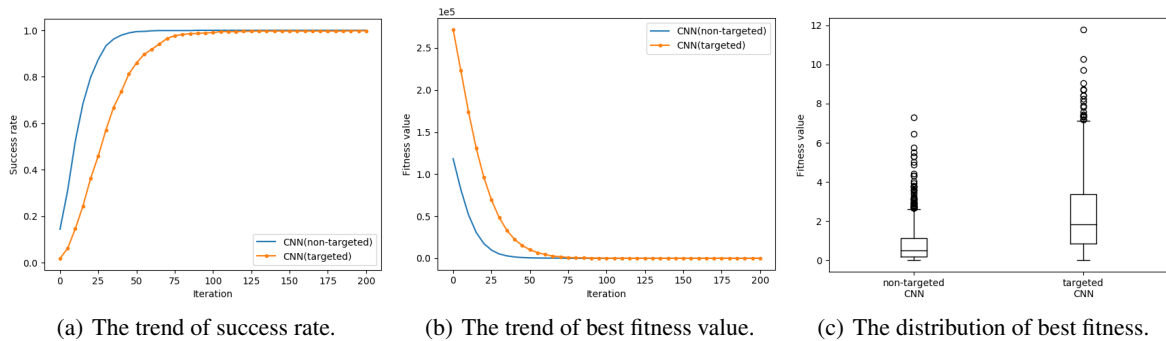 1.0
0.8
0.6
0.4
0.2
0.0
Success rate
CNN(non-targeted)
CNN(targeted)
0 25 50 75 100 125 150 175 200
Iteration
(a) The trend of success rate.
1e5
2.5
2.0
1.5
1.0
0.5
0.0
Fitness value
CNN(non-targeted)
CNN(targeted)
0 25 50 75 100 125 150 175 200
Iteration
(b) The trend of best fitness value.
12
10
8
6
4
2
0
Fitness value
non-targeted
CNN
targeted
CNN
(c) The distribution of best fitness.